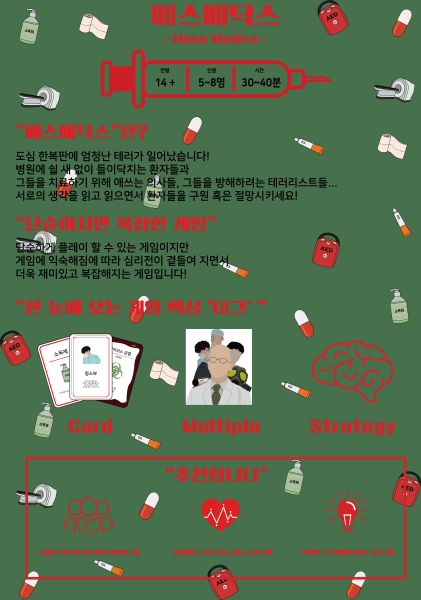 메스메딕스
-Mess Medics-
연령
인원
시간
14 +
5~8명
30~40분
"메스메딕스"란?
도심 한복판에 엄청난 테러가 일어났습니다!
병원에 쉴 새 없이 들이닥치는 환자들과
그들을 치료하기 위해 애쓰는 의사들, 그들을 방해하려는 테러리스트들...
서로의 생각을 읽고 읽으면서 환자들을 구원 혹은 절망시키세요!
"단순하지만 복잡한 게임"
단순하게 플레이 할 수 있는 게임이지만
게임에 익숙해짐에 따라 심리전이 곁들여 지면서
더욱 재미있고 복잡해지는 게임입니다!
"한 눈에 보는 게임 핵심 '태그' "
소독제
청소부
Card
Multiple
Strategy
"추천합니다"
AED